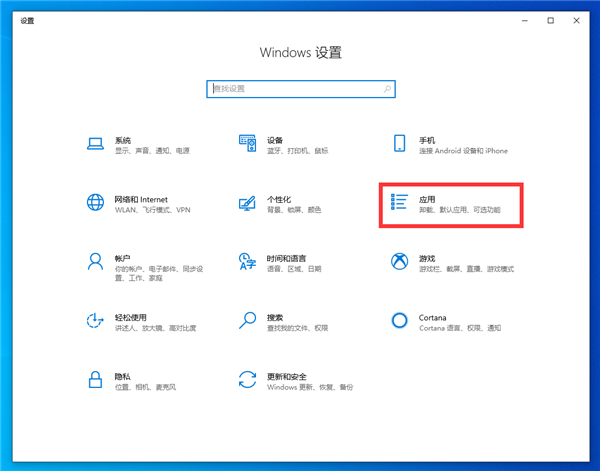 设置
Windows 设置
查找设置
系统
显示、声音、通知、电源
设备
蓝牙、打印机、鼠标
手机
连接 Android 设备和 iPhone
网络和 Internet
WLAN、飞行模式、VPN
个性化
背景、锁屏、颜色
应用
卸载、默认应用、可选功能
帐户
你的帐户、电子邮件、同步设
置、工作、家庭
时间和语言
语音、区域、日期
游戏
游戏栏、截屏、直播、游戏模式
轻松使用
讲述人、放大镜、高对比度
搜索
查找我的文件、权限
Cortana
Cortana 语言、权限、通知
隐私
位置、相机、麦克风
更新和安全
Windows 更新、恢复、备份